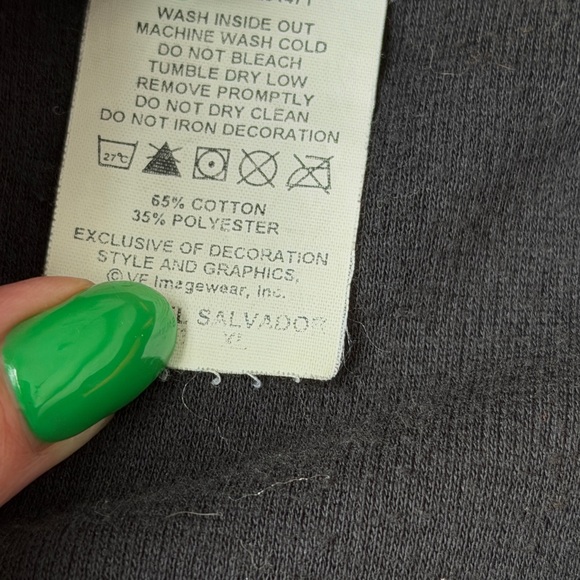 WASH INSIDE OUT
MACHINE WASH COLD
DO NOT BLEACH
TUMBLE DRY LOW
REMOVE PROMPTLY
DO NOT DRY CLEAN
DO NOT IRON DECORATION
27°C
65% COTTON
35% POLYESTER
EXCLUSIVE OF DECORATION
STYLE AND GRAPHICS,
© VF Imagewear, Inc.
EL SALVADOR
XL